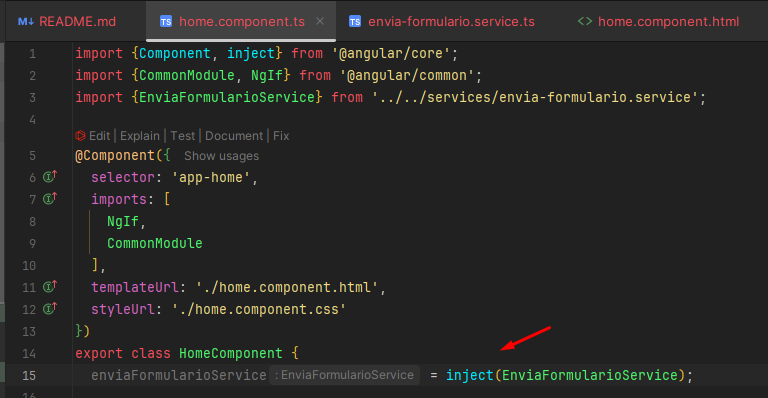 README.md home.component.ts envia-formulario.service.ts home.component.html
1 import {Component, inject} from '@angular/core';
2 import {CommonModule, NgIf} from '@angular/common';
3 import {EnviaFormularioService} from '../../services/envia-formulario.service';
4
Edit | Explain | Test | Document | Fix
5 @Component({ Show usages
6 selector: 'app-home',
7 imports: [
8 NgIf,
9 CommonModule
10 ],
11 templateUrl: './home.component.html',
12 styleUrl: './home.component.css'
13 })
14 export class HomeComponent {
15 enviaFormularioService : EnviaFormularioService = inject(EnviaFormularioService);